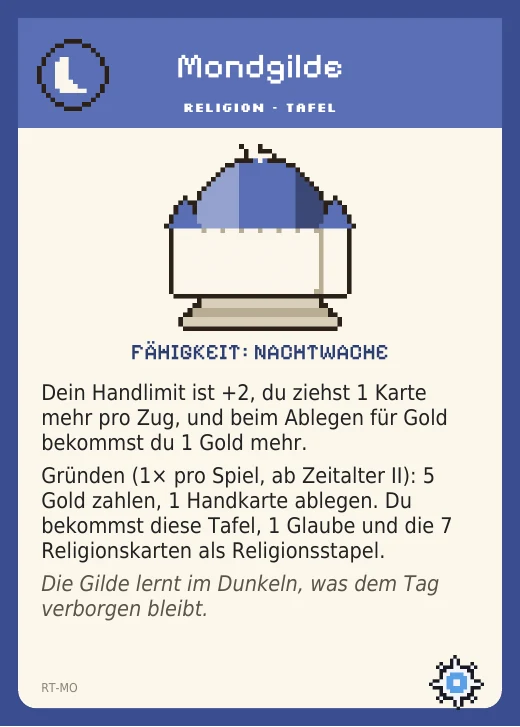 Mondgilde
RELIGION · TAFEL
FÄHIGKEIT: NACHTWACHE
Dein Handlimit ist +2, du ziehst 1 Karte
mehr pro Zug, und beim Ablegen für Gold
bekommst du 1 Gold mehr.
Gründen (1× pro Spiel, ab Zeitalter II): 5
Gold zahlen, 1 Handkarte ablegen. Du
bekommst diese Tafel, 1 Glaube und die 7
Religionskarten als Religionsstapel.
Die Gilde lernt im Dunkeln, was dem Tag
verborgen bleibt.
RT-MO